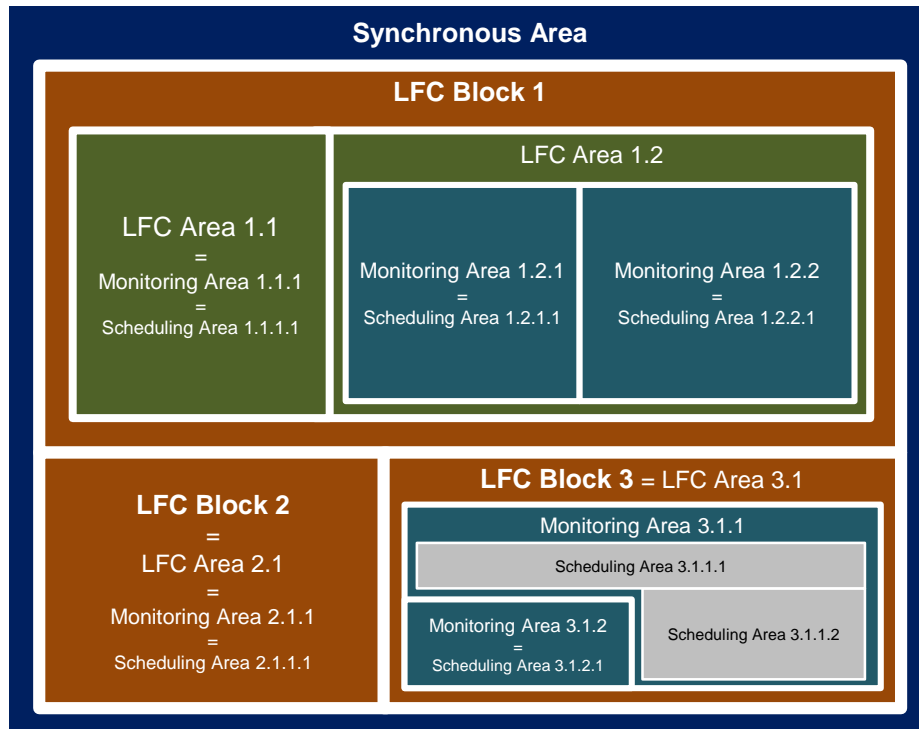 Synchronous Area
LFC Block 1
LFC Area 1.1
=
Monitoring Area 1.1.1
=
Scheduling Area 1.1.1.1
LFC Area 1.2
Monitoring Area 1.2.1
=
Scheduling Area 1.2.1.1
Monitoring Area 1.2.2
=
Scheduling Area 1.2.2.1
LFC Block 2
=
LFC Area 2.1
=
Monitoring Area 2.1.1
=
Scheduling Area 2.1.1.1
LFC Block 3 = LFC Area 3.1
Monitoring Area 3.1.1
Scheduling Area 3.1.1.1
Monitoring Area 3.1.2
=
Scheduling Area 3.1.2.1
Scheduling Area 3.1.1.2